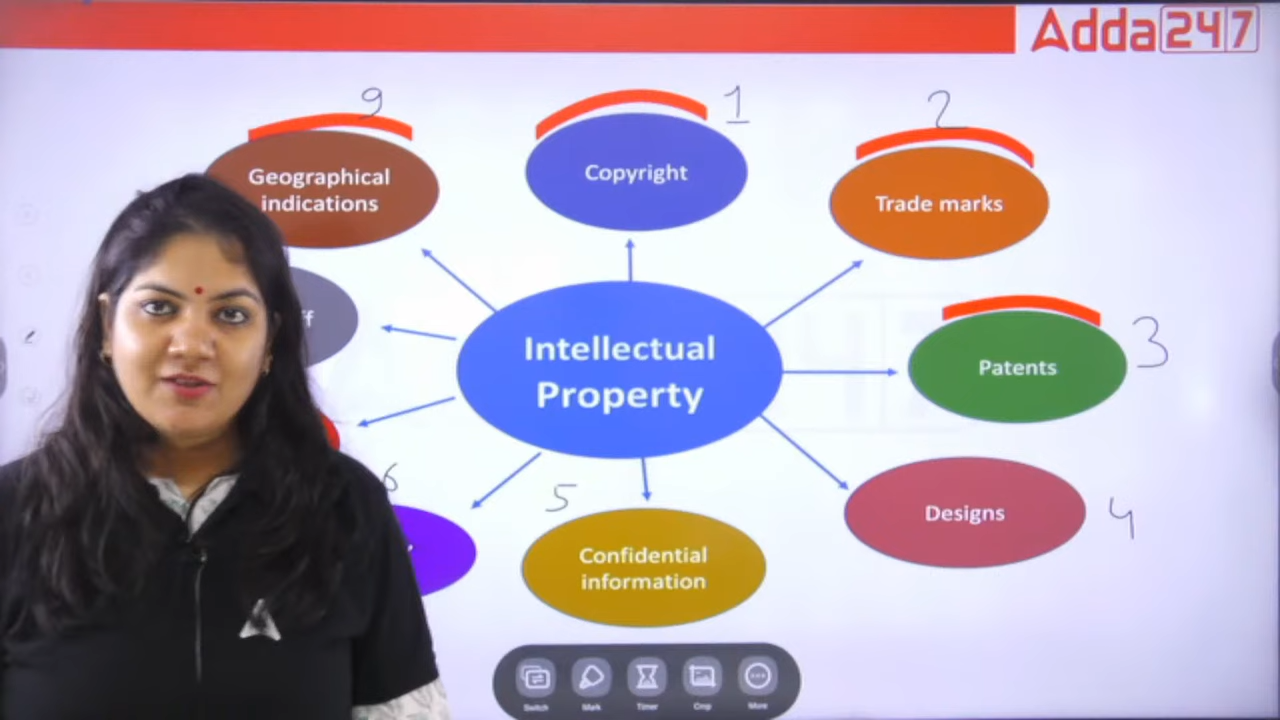 Adda247
9
1
2
Geographical
indications
Copyright
Trade marks
Intellectual
Property
Patents
3
6
5
Designs
4
Confidential
information
Switch
Mark
Timer
Crop
More